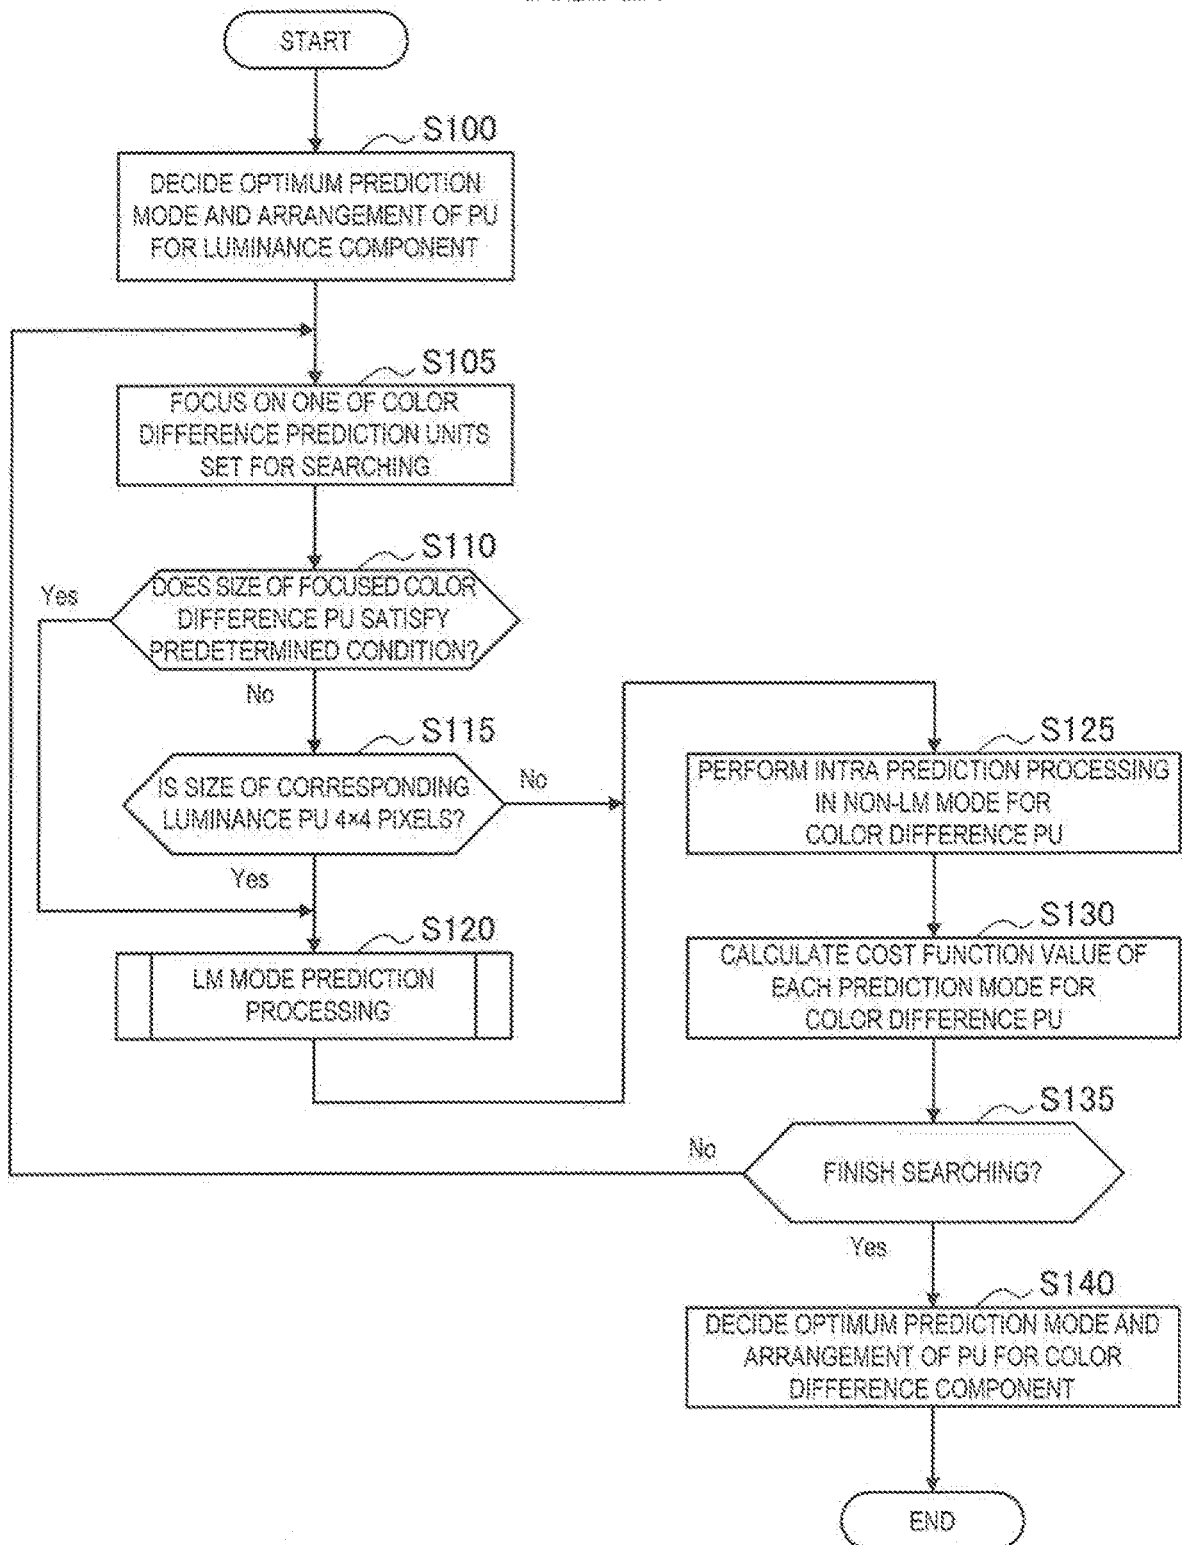 START
S100
DECIDE OPTIMUM PREDICTION
MODE AND ARRANGEMENT OF PU
FOR LUMINANCE COMPONENT
S105
FOCUS ON ONE OF COLOR
DIFFERENCE PREDICTION UNITS
SET FOR SEARCHING
S110
DOES SIZE OF FOCUSED COLOR
DIFFERENCE PU SATISFY
PREDETERMINED CONDITION?
Yes
No
S115
IS SIZE OF CORRESPONDING
LUMINANCE PU 4×4 PIXELS?
No
Yes
S120
LM MODE PREDICTION
PROCESSING
S125
PERFORM INTRA PREDICTION PROCESSING
IN NON-LM MODE FOR
COLOR DIFFERENCE PU
S130
CALCULATE COST FUNCTION VALUE OF
EACH PREDICTION MODE FOR
COLOR DIFFERENCE PU
S135
FINISH SEARCHING?
No
Yes
S140
DECIDE OPTIMUM PREDICTION MODE AND
ARRANGEMENT OF PU FOR COLOR
DIFFERENCE COMPONENT
END